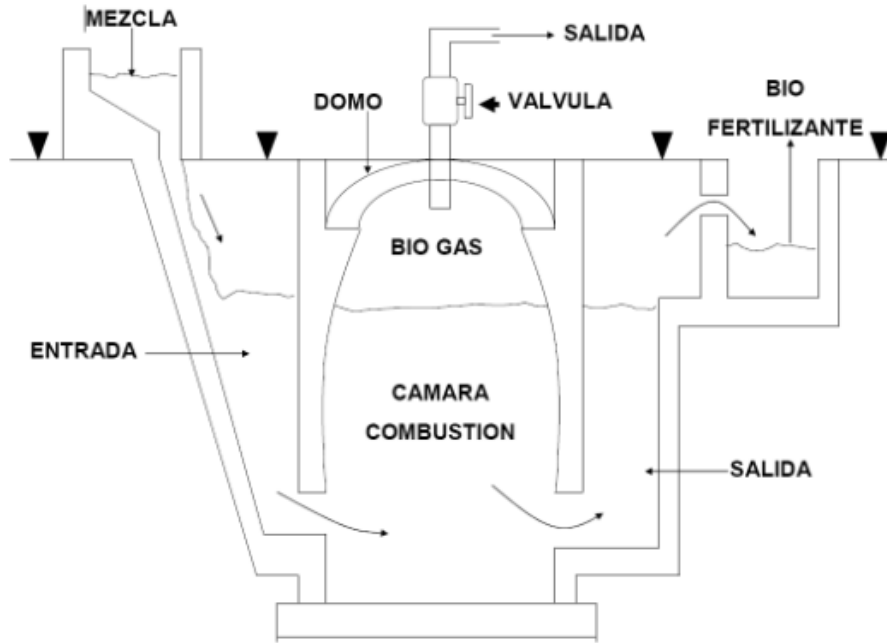 MEZCLA
SALIDA
DOMO
VALVULA
BIO
FERTILIZANTE
BIO GAS
ENTRADA
CAMARA
COMBUSTION
SALIDA